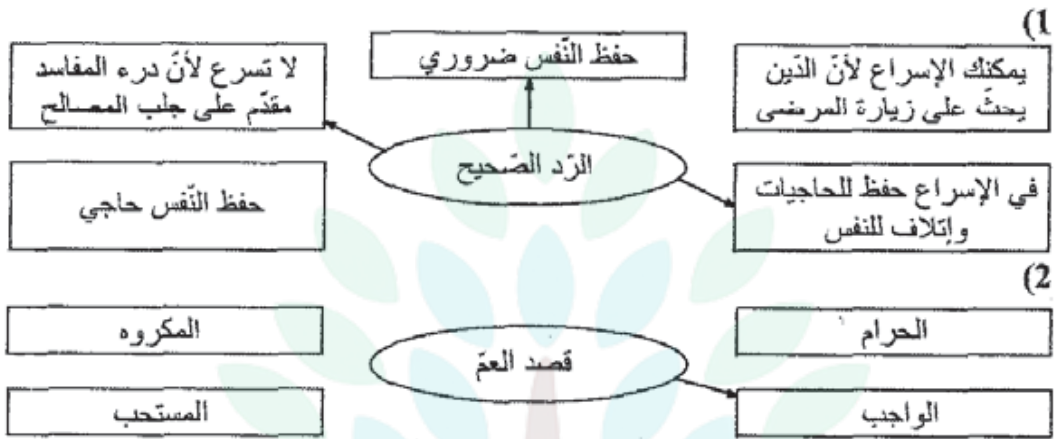 (1
يمكنك الإسراع لأنّ الدّين
يحثّ على زيارة المرضى
حفظ النّفس ضروري
لا تسرع لأنّ درء المفاسد
مقدّم على جلب المصالح
الرّد الصّحيح
في الإسراع حفظ للحاجيات
وإتلاف للنفس
حفظ النّفس حاجي
(2
الحرام
المكروه
قصد العمّ
الواجب
المستحب